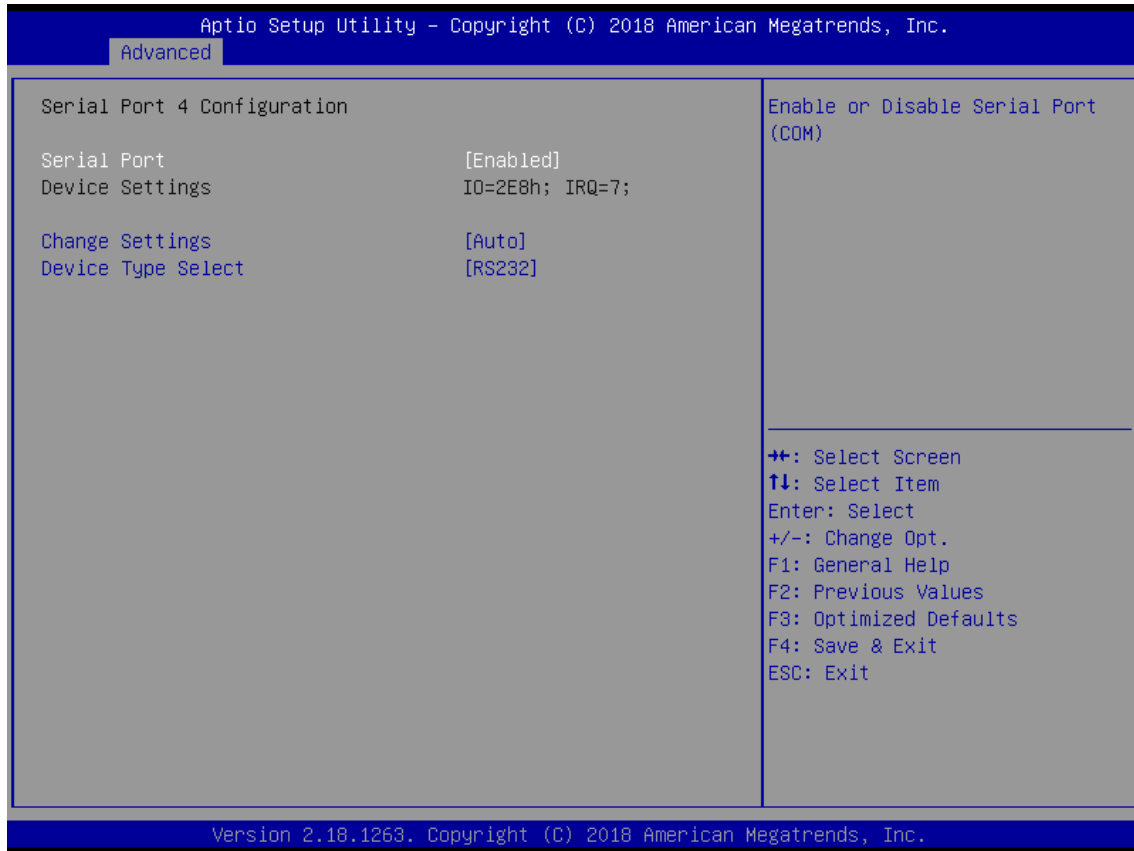 Aptio Setup Utility – Copyright (C) 2018 American Megatrends, Inc.
Advanced
Serial Port 4 Configuration
Serial Port [Enabled]
Device Settings IO=2E8h; IRQ=7;
Change Settings [Auto]
Device Type Select [RS232]
Enable or Disable Serial Port
(COM)
→←: Select Screen
↑↓: Select Item
Enter: Select
+/-: Change Opt.
F1: General Help
F2: Previous Values
F3: Optimized Defaults
F4: Save & Exit
ESC: Exit
Version 2.18.1263. Copyright (C) 2018 American Megatrends, Inc.